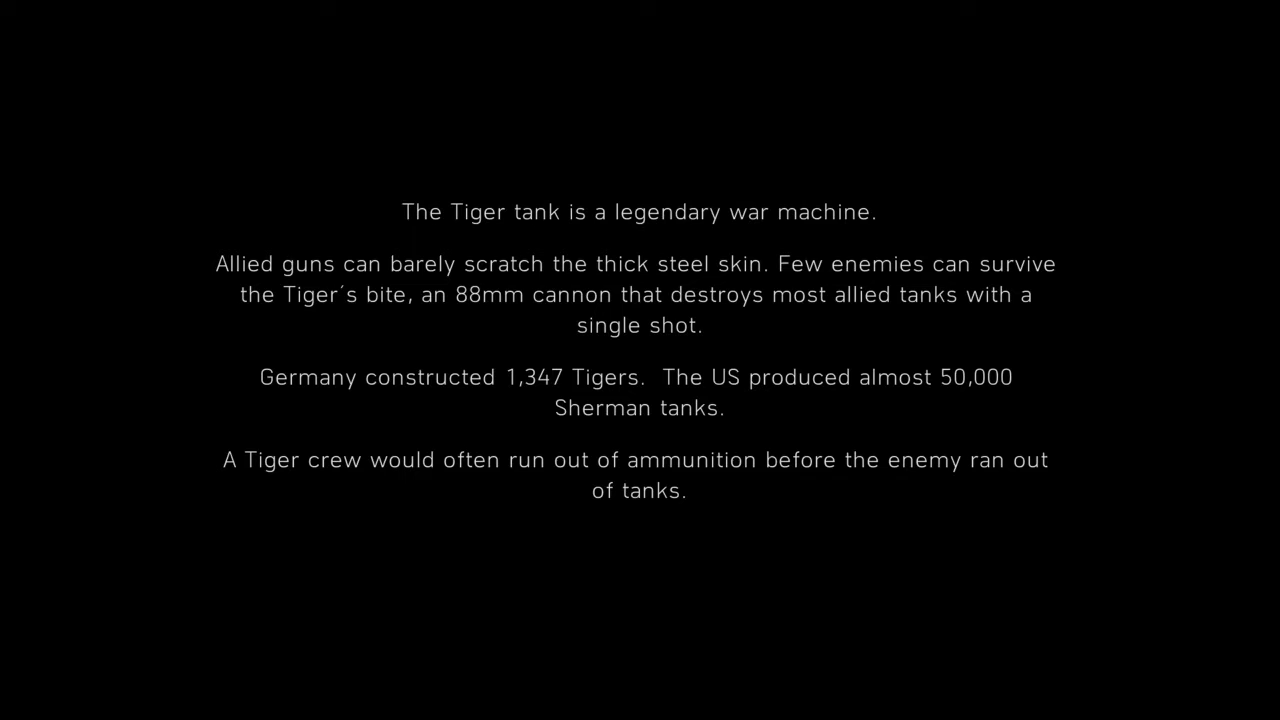 The Tiger tank is a legendary war machine.
Allied guns can barely scratch the thick steel skin. Few enemies can survive
the Tiger´s bite, an 88mm cannon that destroys most allied tanks with a
single shot.
Germany constructed 1,347 Tigers.  The US produced almost 50,000
Sherman tanks.
A Tiger crew would often run out of ammunition before the enemy ran out
of tanks.